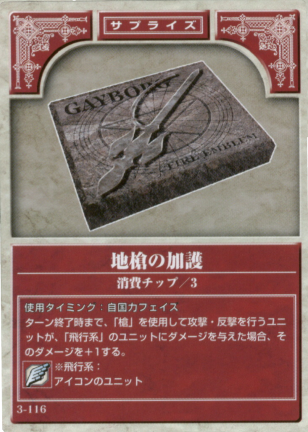 サプライズ
GAYBORG
FIRE EMBLEM
地槍の加護
消費チップ/3
使用タイミング:自国力フェイス
ターン終了時まで、「槍」を使用して攻撃・反撃を行うユニ
ットが、「飛行系」のユニットにダメージを与えた場合、そ
のダメージを+1する。
※飛行系:
アイコンのユニット
3-116